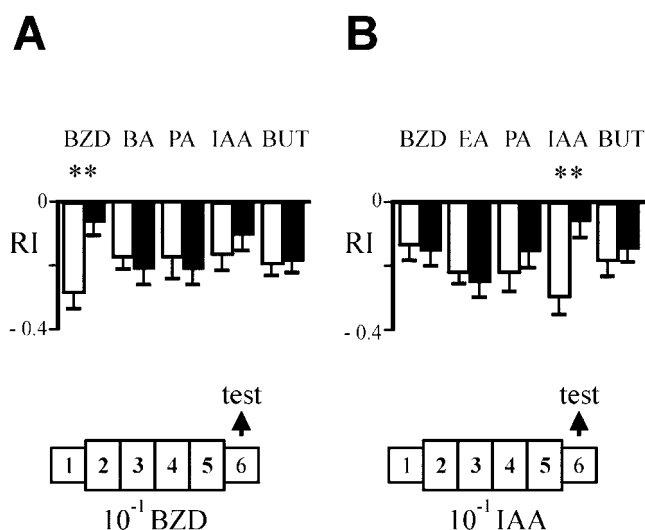 A
B
BZD BA PA IAA BUT
BZD EA PA IAA BUT
**
**
0
0
RI
RI
- 0.4
- 0.4
test
test
1 2 3 4 5 6
1 2 3 4 5 6
10⁻¹ BZD
10⁻¹ IAA